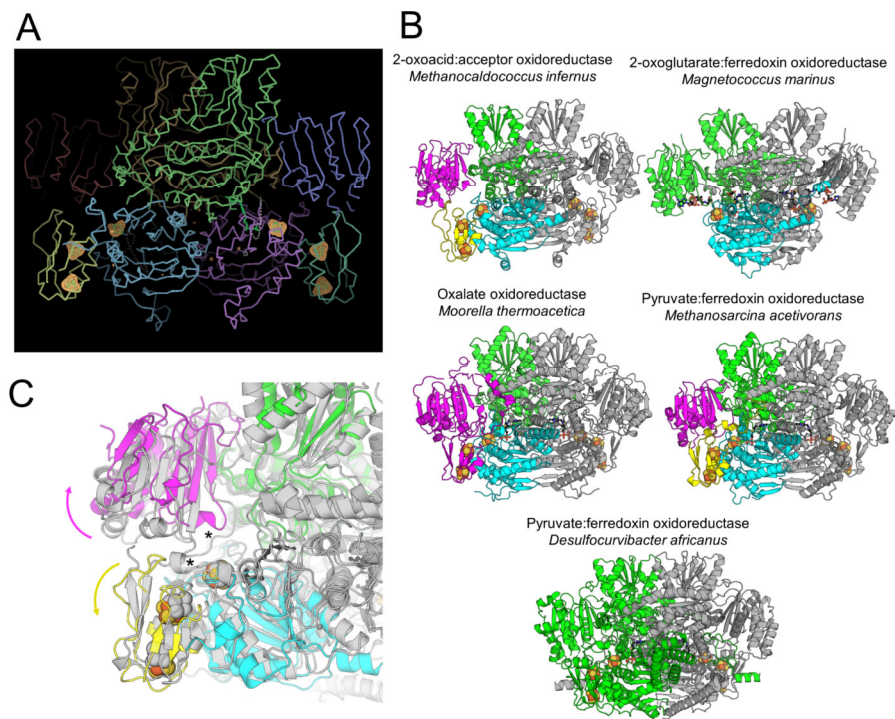 A
B
2-oxoacid:acceptor oxidoreductase
Methanocaldococcus infernus
2-oxoglutarate:ferredoxin oxidoreductase
Magnetococcus marinus
Oxalate oxidoreductase
Moorella thermoacetica
Pyruvate:ferredoxin oxidoreductase
Methanosarcina acetivorans
C
*
*
Pyruvate:ferredoxin oxidoreductase
Desulfocurvibacter africanus